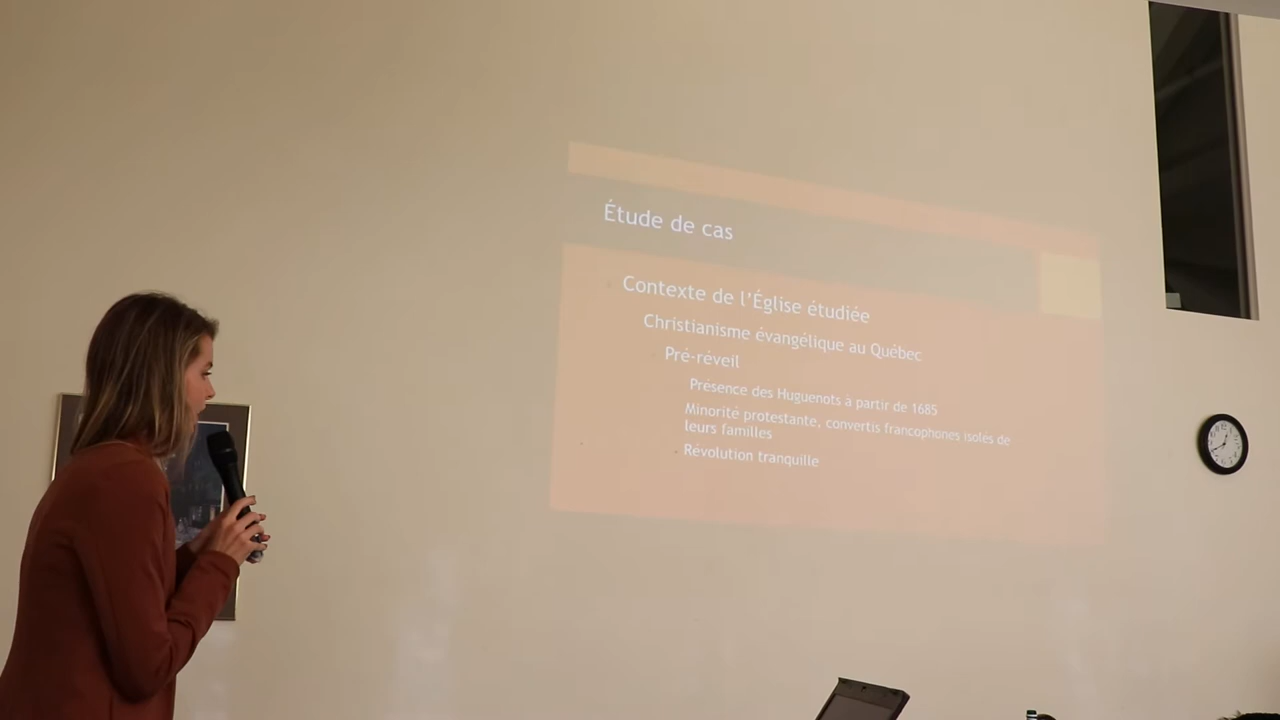 Étude de cas
Contexte de l'Église étudiée
Christianisme évangélique au Québec
Pré-réveil
Présence des Huguenots à partir de 1685
Minorité protestante, convertis francophones isolés de
leurs familles
Révolution tranquille